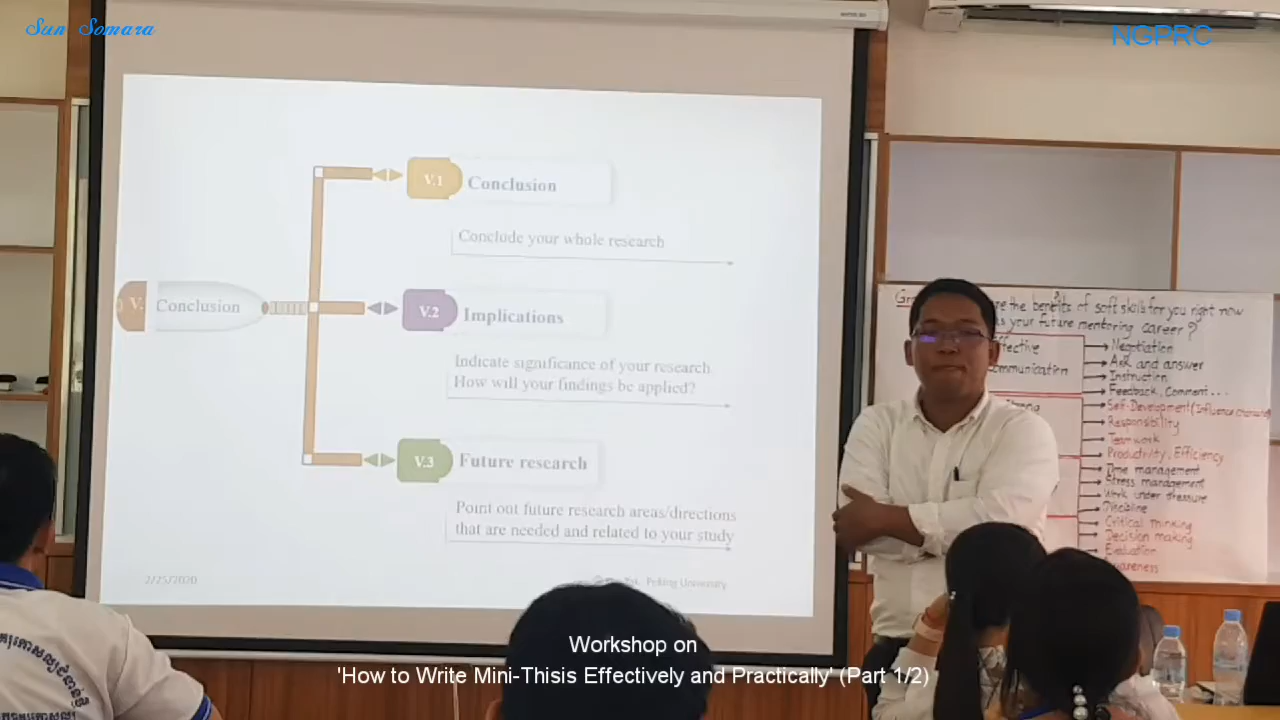 Sun Somara
NGPRC
V.
Conclusion
V.1
Conclusion
Conclude your whole research
V.2
Implications
Indicate significance of your research
How will your findings be applied?
V.3
Future research
Point out future research areas/directions
that are needed and related to your study
2/25/2020
Peking University
re the benefits of soft skills for you right now
as your future mentoring career?
Effective
Communication
Negotiation
Ask and answer
Instruction
Feedback, Comment...
Strong
Self-Development (Influence
Responsibility
Teamwork
Productivity, Efficiency
Time management
Stress management
Work under pressure
Discipline
Critical thinking
Decision making
Evaluation
wareness
Workshop on
'How to Write Mini-Thisis Effectively and Practically' (Part 1/2)